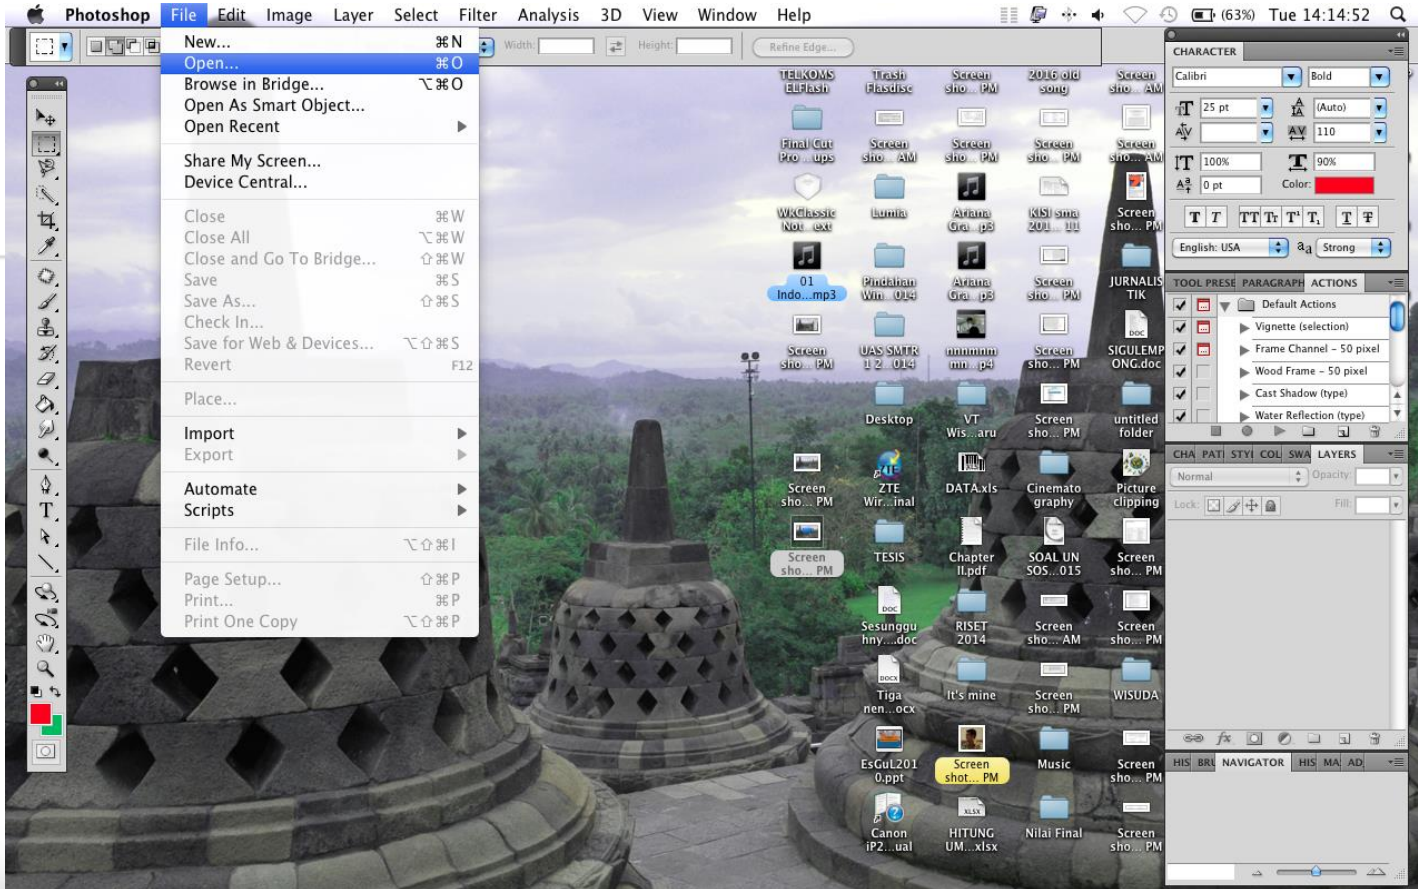 Photoshop File Edit Image Layer Select Filter Analysis 3D View Window Help (63%) Tue 14:14:52
Width: Height: Refine Edge...
New... ⌘N
Open... ⌘O
Browse in Bridge... ⌥⌘O
Open As Smart Object...
Open Recent
Share My Screen...
Device Central...
Close ⌘W
Close All ⌥⌘W
Close and Go To Bridge... ⇧⌘W
Save ⌘S
Save As... ⇧⌘S
Check In...
Save for Web & Devices... ⌥⇧⌘S
Revert F12
Place...
Import
Export
Automate
Scripts
File Info... ⌥⇧⌘I
Page Setup... ⇧⌘P
Print... ⌘P
Print One Copy ⌥⇧⌘P
TELKOMS Trash Screen 2016 old Screen
ELFlash Flasdisc sho... PM song sho... AM
Final Cut Screen Screen Screen Screen
Pro ... ups sho... AM sho... PM sho... PM sho... AM
WKClassic Lumia Ariana KISI sma Screen
Not... ext Gra... p3 201... 11 sho... PM
01 Pindahan Ariana Screen JURNALIS
Indo...mp3 Win...014 Gra... p3 sho... PM TIK
Screen UAS SMTR nmnmnm Screen SIGULEMP
sho... PM 1 2...014 mn...p4 sho... PM ONG.doc
Desktop VT Screen untitled
Wis...aru sho... PM folder
Screen ZTE DATA.xls Cinemato Picture
sho... PM Wir...inal graphy clipping
Screen TESIS Chapter SOAL UN Screen
sho... PM II.pdf SOS...015 sho... PM
Sesunggu RISET Screen Screen
hny....doc 2014 sho... AM sho... PM
Tiga It's mine Screen WISUDA
nen...ocx sho... PM
EsGuL201 Screen Music Screen
0.ppt shot... PM sho... PM
Canon HITUNG Nilai Final Screen
iP2...ual UM...xlsx sho... PM
CHARACTER
Calibri Bold
25 pt (Auto)
110
100% 90%
0 pt Color:
T T TT Tr T¹ T₁ T T
English: USA aa Strong
TOOL PRESE PARAGRAPH ACTIONS
Default Actions
Vignette (selection)
Frame Channel - 50 pixel
Wood Frame - 50 pixel
Cast Shadow (type)
Water Reflection (type)
CHA PATI STYL COL SWA LAYERS
Normal Opacity:
Lock: Fill:
HIS BRU NAVIGATOR HIS MA AD